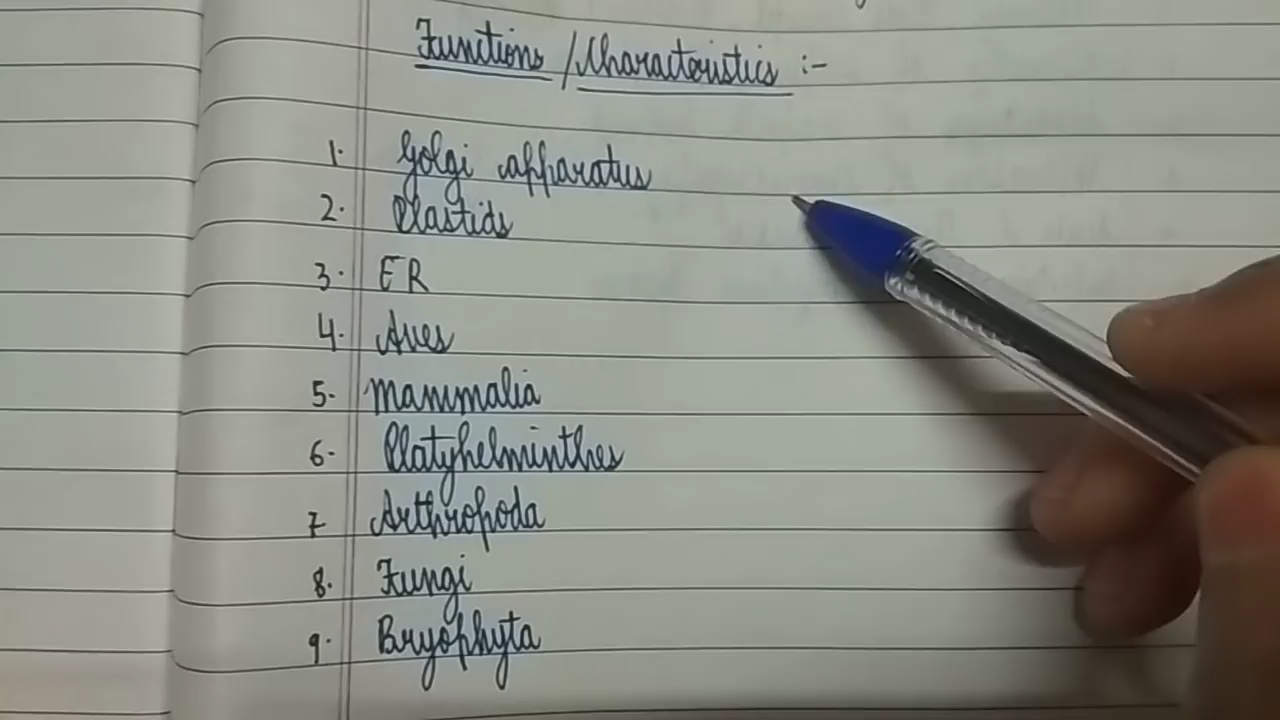 Functions / Characteristics :-
1. Golgi apparatus
2. Plastids
3. ER
4. Aves
5. Mammalia
6. Platyhelminthes
7 Arthropoda
8. Fungi
9. Bryophyta